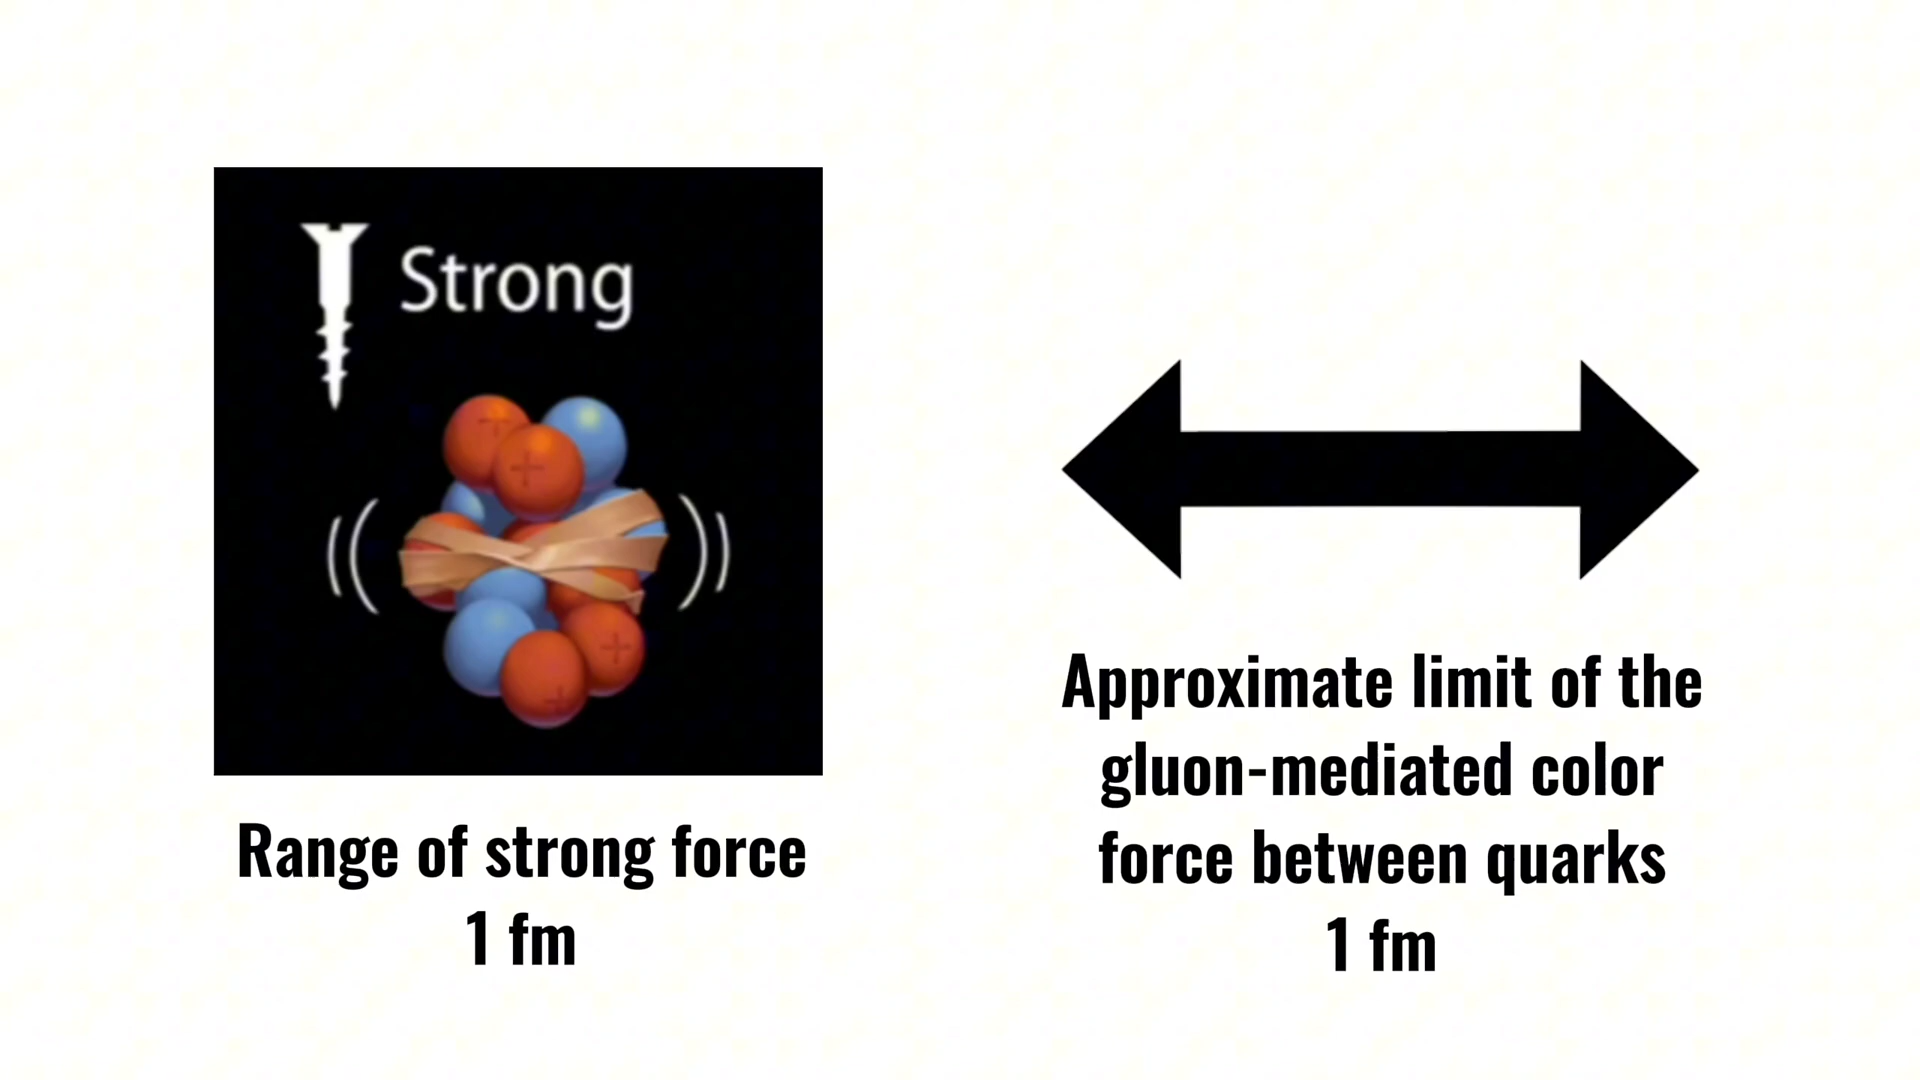 Strong
Range of strong force
1 fm
Approximate limit of the
gluon-mediated color
force between quarks
1 fm